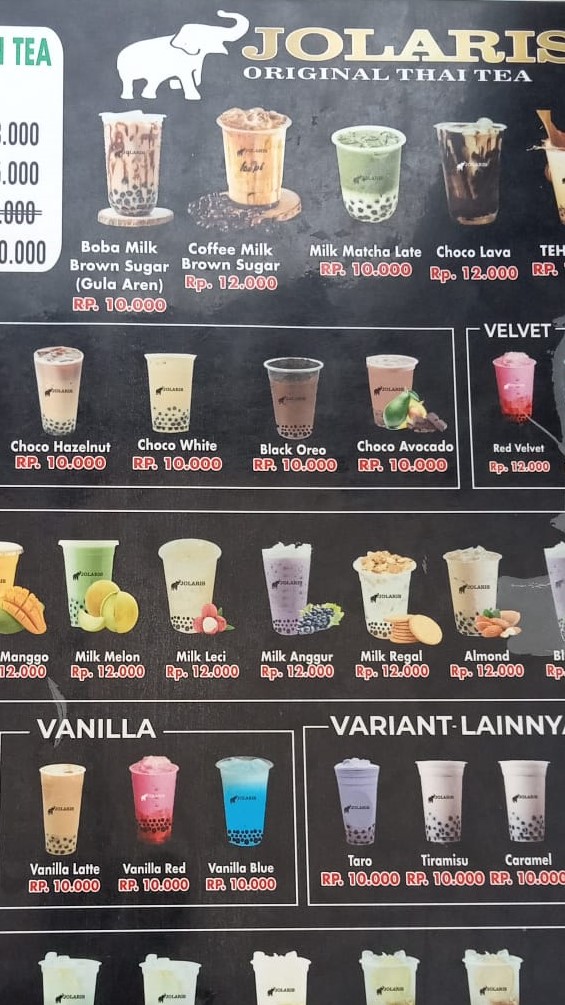 JOLARIS
ORIGINAL THAI TEA
TEA
.000
.000
.000
0.000
Boba Milk
Brown Sugar
(Gula Aren)
RP. 10.000
Coffee Milk
Brown Sugar
Rp. 12.000
Milk Matcha Late
RP. 10.000
Choco Lava
Rp. 12.000
TEH
RP.
Choco Hazelnut
RP. 10.000
Choco White
RP. 10.000
Black Oreo
RP. 10.000
Choco Avocado
RP. 10.000
VELVET
Red Velvet
Rp. 12.000
Manggo
12.000
Milk Melon
Rp. 12.000
Milk Leci
Rp. 12.000
Milk Anggur
Rp. 12.000
Milk Regal
Rp. 12.000
Almond
Rp. 12.000
Bl
Rp.
VANILLA
Vanilla Latte
RP. 10.000
Vanilla Red
RP. 10.000
Vanilla Blue
RP. 10.000
VARIANT LAINNYA
Taro
RP. 10.000
Tiramisu
RP. 10.000
Caramel
RP. 10.000